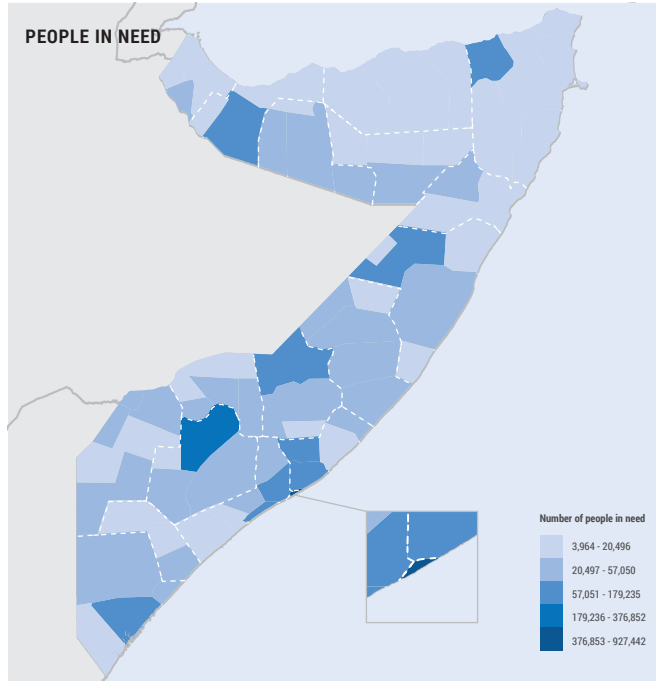 PEOPLE IN NEED
Number of people in need
3,964 - 20,496
20,497 - 57,050
57,051 - 179,235
179,236 - 376,852
376,853 - 927,442